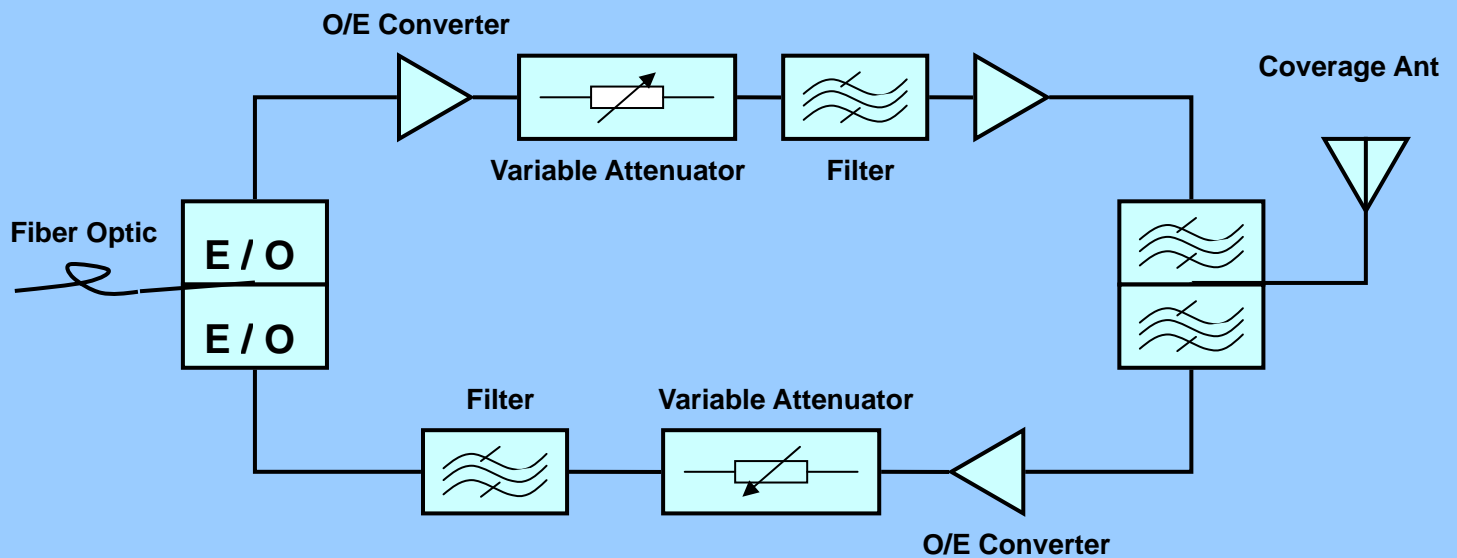 O/E Converter
Coverage Ant
Variable Attenuator
Filter
Fiber Optic
E / O
E / O
Filter
Variable Attenuator
O/E Converter